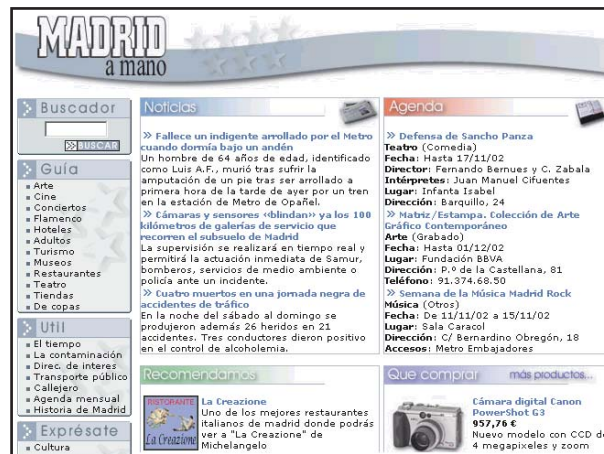 MADRID
a mano
Buscador
BUSCAR
Guía
Arte
Cine
Conciertos
Flamenco
Hoteles
Adultos
Turismo
Museos
Restaurantes
Teatro
Tiendas
De copas
Util
El tiempo
La contaminación
Direc. de interes
Transporte público
Callejero
Agenda mensual
Historia de Madrid
Exprésate
Cultura
Noticias
» Fallece un indigente arrollado por el Metro
cuando dormía bajo un andén
Un hombre de 64 años de edad, identificado
como Luis A.F., murió tras sufrir la
amputación de un pie tras ser arrollado a
primera hora de la tarde de ayer por un tren
en la estación de Metro de Opañel.
» Cámaras y sensores «blindan» ya los 100
kilómetros de galerías de servicio que
recorren el subsuelo de Madrid
La supervisión se realizará en tiempo real y
permitirá la actuación inmediata de Samur,
bomberos, servicios de medio ambiente o
policía ante un incidente.
» Cuatro muertos en una jornada negra de
accidentes de tráfico
En la noche del sábado al domingo se
produjeron además 26 heridos en 21
accidentes. Tres conductores dieron positivo
en el control de alcoholemia.
Agenda
» Defensa de Sancho Panza
Teatro (Comedia)
Fecha: Hasta 17/11/02
Director: Fernando Bernues y C. Zabala
Intérpretes: Juan Manuel Cifuentes
Lugar: Infanta Isabel
Dirección: Barquillo, 24
» Matriz/Estampa. Colección de Arte
Gráfico Contemporáneo
Arte (Grabado)
Fecha: Hasta 01/12/02
Lugar: Fundación BBVA
Dirección: P.º de la Castellana, 81
Teléfono: 91.374.68.50
» Semana de la Música Madrid Rock
Música (Otros)
Fecha: De 11/11/02 a 15/11/02
Lugar: Sala Caracol
Dirección: C/ Bernardino Obregón, 18
Accesos: Metro Embajadores
Recomendamos
RISTORANTE
La Creazione
La Creazione
Uno de los mejores restaurantes
italianos de madrid donde podrás
ver a "La Creazione" de
Michelangelo
Que comprar
más productos...
Cámara digital Canon
PowerShot G3
957,76 €
Nuevo modelo con CCD de
4 megapixeles y zoom